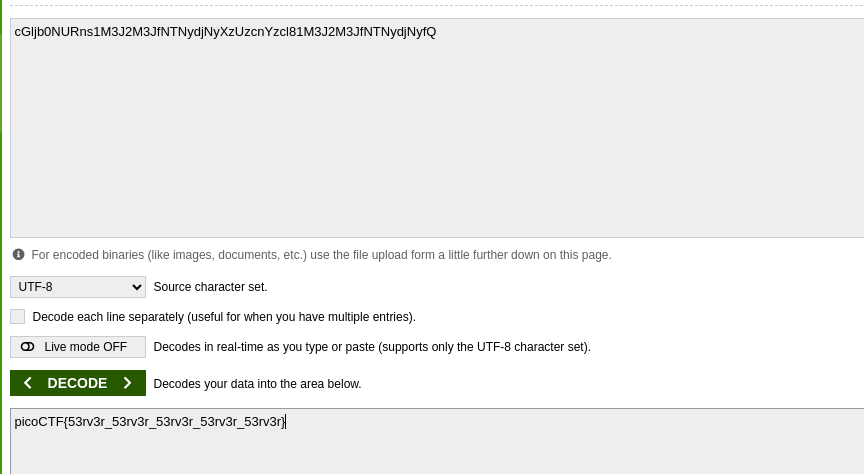 cGljb0NURns1M3J2M3JfNTNydjNyXzUzcnYzcl81M3J2M3JfNTNydjNyfQ
For encoded binaries (like images, documents, etc.) use the file upload form a little further down on this page.
UTF-8 Source character set.
Decode each line separately (useful for when you have multiple entries).
Live mode OFF Decodes in real-time as you type or paste (supports only the UTF-8 character set).
DECODE Decodes your data into the area below.
picoCTF{53rv3r_53rv3r_53rv3r_53rv3r_53rv3r}